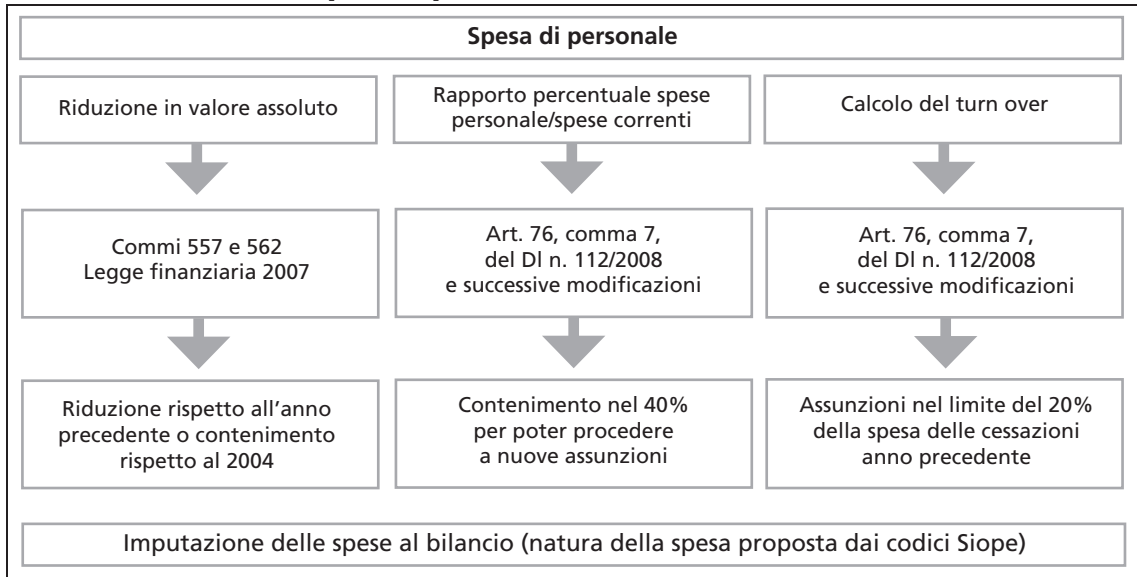 Spesa di personale
Riduzione in valore assoluto
Rapporto percentuale spese
personale/spese correnti
Calcolo del turn over
Commi 557 e 562
Legge finanziaria 2007
Art. 76, comma 7,
del Dl n. 112/2008
e successive modificazioni
Art. 76, comma 7,
del Dl n. 112/2008
e successive modificazioni
Riduzione rispetto all'anno
precedente o contenimento
rispetto al 2004
Contenimento nel 40%
per poter procedere
a nuove assunzioni
Assunzioni nel limite del 20%
della spesa delle cessazioni
anno precedente
Imputazione delle spese al bilancio (natura della spesa proposta dai codici Siope)